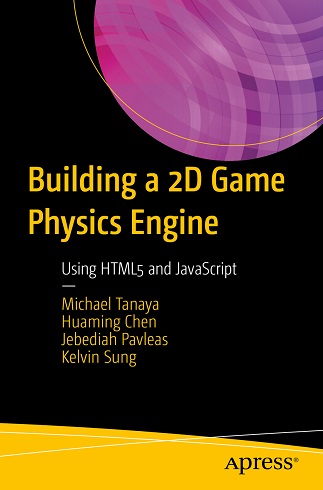 Building a 2D Game
Physics Engine
Using HTML5 and JavaScript
—
Michael Tanaya
Huaming Chen
Jebediah Pavleas
Kelvin Sung
Apress®